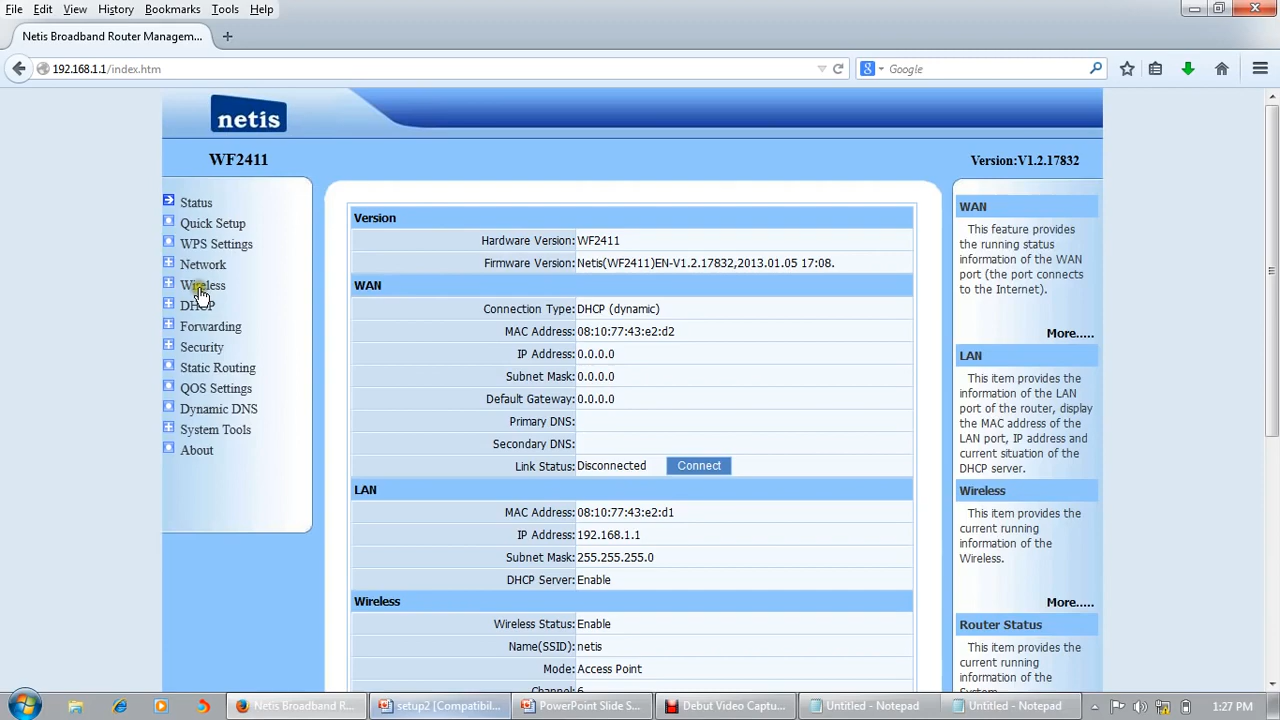 File Edit View History Bookmarks Tools Help
Netis Broadband Router Managem...
192.168.1.1/index.htm
Google
netis
WF2411
Version:V1.2.17832
Status
Quick Setup
WPS Settings
Network
Wireless
DHCP
Forwarding
Security
Static Routing
QOS Settings
Dynamic DNS
System Tools
About
Version
Hardware Version: WF2411
Firmware Version: Netis(WF2411)EN-V1.2.17832,2013.01.05 17:08.
WAN
Connection Type: DHCP (dynamic)
MAC Address: 08:10:77:43:e2:d2
IP Address: 0.0.0.0
Subnet Mask: 0.0.0.0
Default Gateway: 0.0.0.0
Primary DNS:
Secondary DNS:
Link Status: Disconnected Connect
LAN
MAC Address: 08:10:77:43:e2:d1
IP Address: 192.168.1.1
Subnet Mask: 255.255.255.0
DHCP Server: Enable
Wireless
Wireless Status: Enable
Name(SSID): netis
Mode: Access Point
Channel: 6
WAN
This feature provides
the running status
information of the WAN
port (the port connects
to the Internet).
More.....
LAN
This item provides the
information of the LAN
port of the router, display
the MAC address of the
LAN port, IP address and
current situation of the
DHCP server.
Wireless
This item provides the
current running
information of the
Wireless.
More.....
Router Status
This item provides the
current running
information of the
System.
Netis Broadband R...
setup2 [Compatibil...
PowerPoint Slide S...
Debut Video Captu...
Untitled - Notepad
Untitled - Notepad
1:27 PM